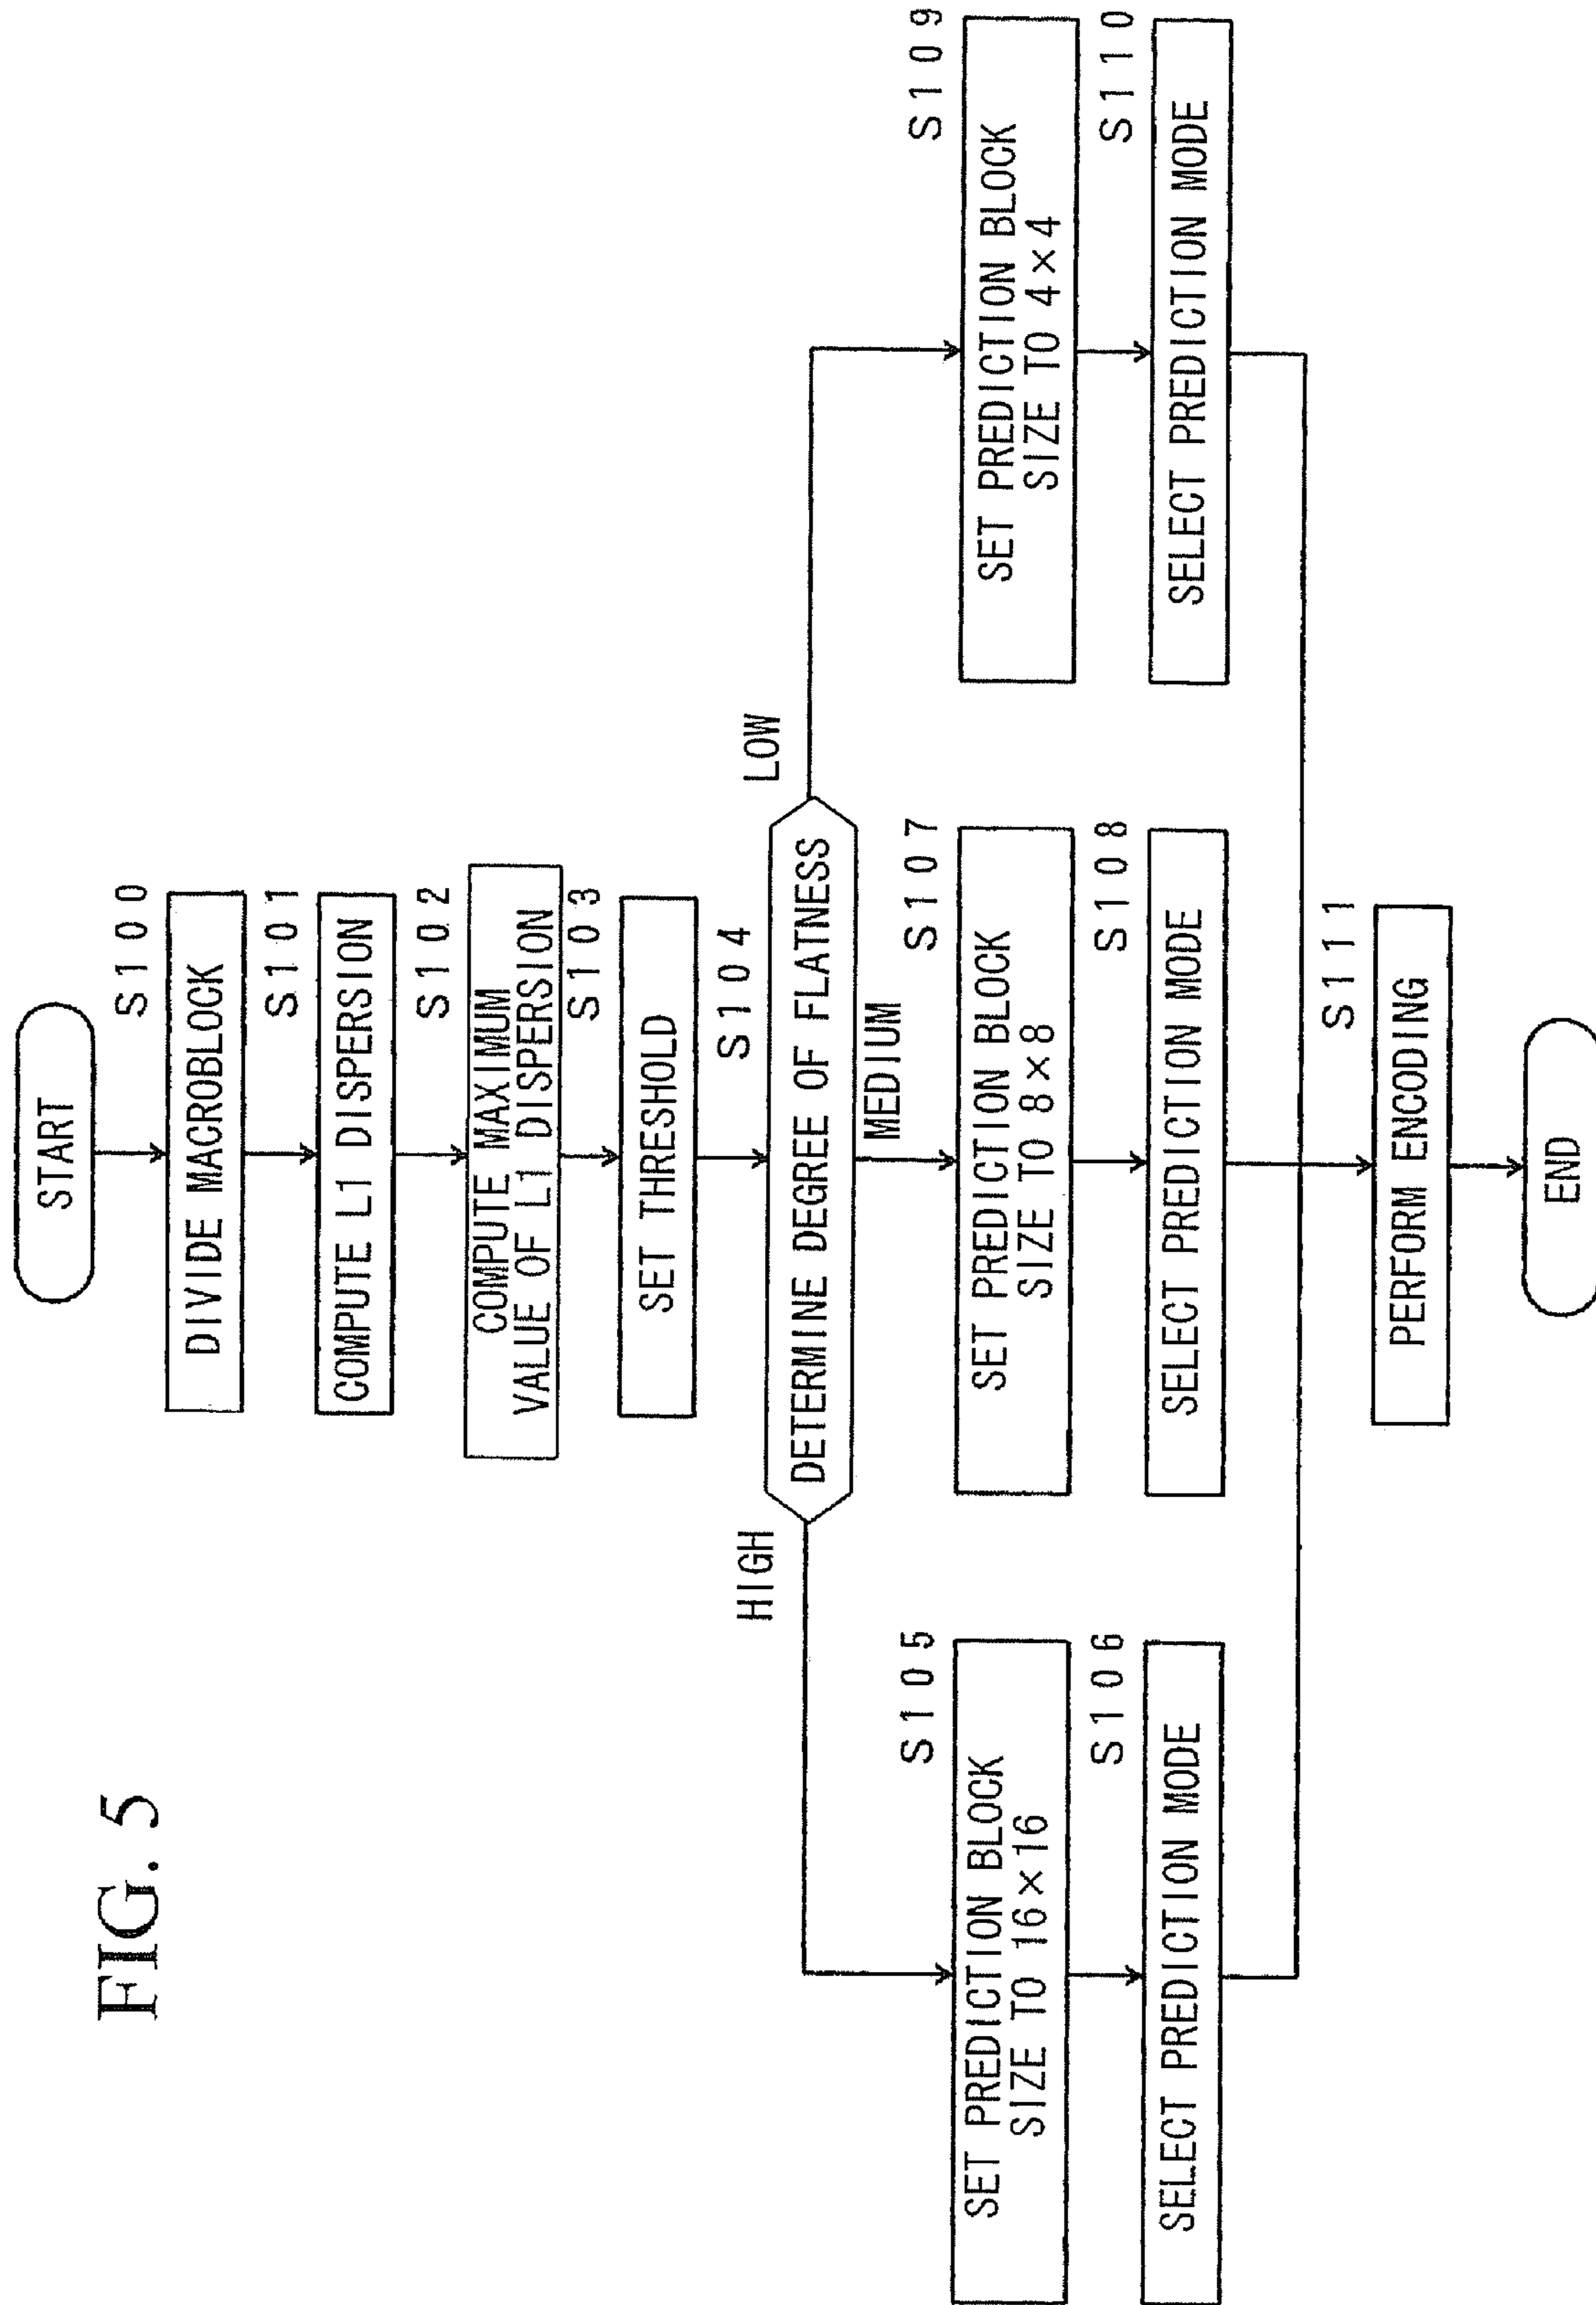 FIG. 5
START
S100
DIVIDE MACROBLOCK
S101
COMPUTE L1 DISPERSION
S102
COMPUTE MAXIMUM
VALUE OF L1 DISPERSION
S103
SET THRESHOLD
S104
DETERMINE DEGREE OF FLATNESS
HIGH
MEDIUM
LOW
S105
SET PREDICTION BLOCK
SIZE TO 16×16
S106
SELECT PREDICTION MODE
S107
SET PREDICTION BLOCK
SIZE TO 8×8
S108
SELECT PREDICTION MODE
S109
SET PREDICTION BLOCK
SIZE TO 4×4
S110
SELECT PREDICTION MODE
S111
PERFORM ENCODING
END